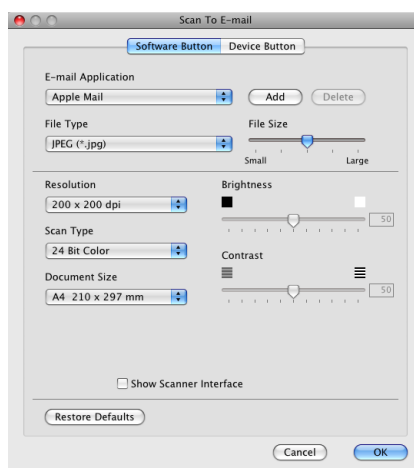 Scan To E-mail
Software Button Device Button
E-mail Application
Apple Mail Add Delete
File Type File Size
JPEG (*.jpg)
Small Large
Resolution Brightness
200 x 200 dpi
50
Scan Type
24 Bit Color
Contrast
Document Size
A4 210 x 297 mm 50
Show Scanner Interface
Restore Defaults
Cancel OK